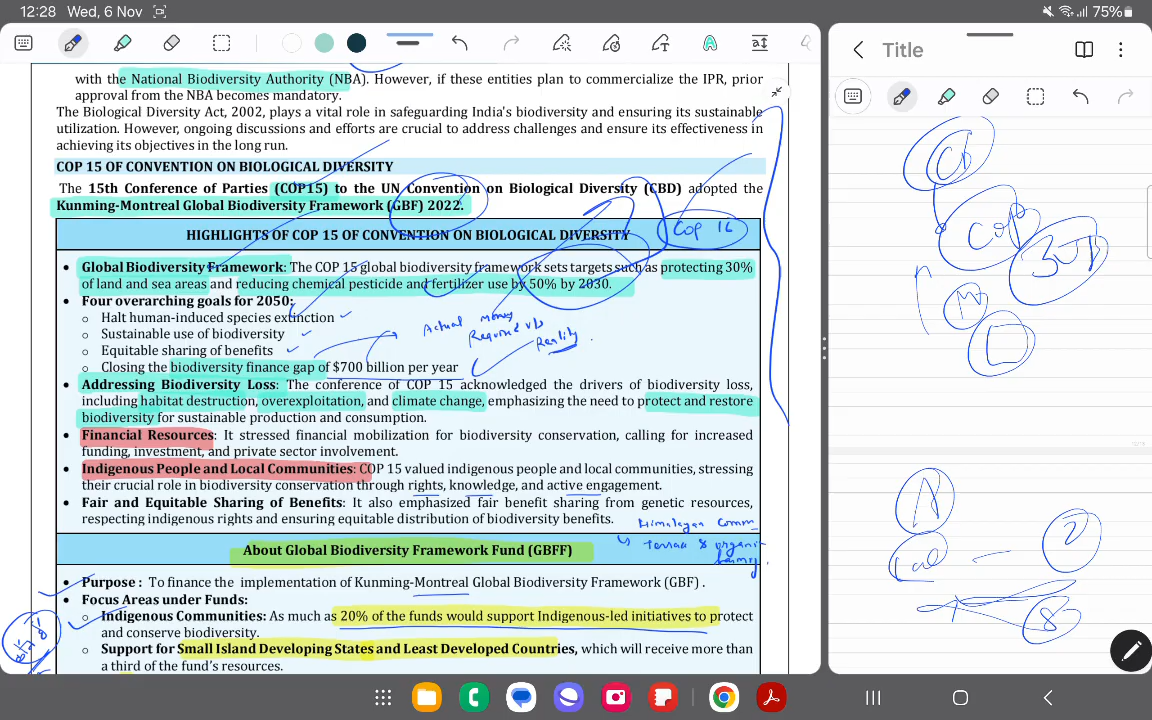 12:28 Wed, 6 Nov
75%
with the National Biodiversity Authority (NBA). However, if these entities plan to commercialize the IPR, prior
approval from the NBA becomes mandatory.
The Biological Diversity Act, 2002, plays a vital role in safeguarding India's biodiversity and ensuring its sustainable
utilization. However, ongoing discussions and efforts are crucial to address challenges and ensure its effectiveness in
achieving its objectives in the long run.
COP 15 OF CONVENTION ON BIOLOGICAL DIVERSITY
The 15th Conference of Parties (COP15) to the UN Convention on Biological Diversity (CBD) adopted the
Kunming-Montreal Global Biodiversity Framework (GBF) 2022.
HIGHLIGHTS OF COP 15 OF CONVENTION ON BIOLOGICAL DIVERSITY
Cop 16
• Global Biodiversity Framework: The COP 15 global biodiversity framework sets targets such as protecting 30%
of land and sea areas and reducing chemical pesticide and fertilizer use by 50% by 2030.
• Four overarching goals for 2050:
o Halt human-induced species extinction
o Sustainable use of biodiversity
o Equitable sharing of benefits
o Closing the biodiversity finance gap of $700 billion per year
Actual money
Required v/s
Reality.
• Addressing Biodiversity Loss: The conference of COP 15 acknowledged the drivers of biodiversity loss,
including habitat destruction, overexploitation, and climate change, emphasizing the need to protect and restore
biodiversity for sustainable production and consumption.
• Financial Resources: It stressed financial mobilization for biodiversity conservation, calling for increased
funding, investment, and private sector involvement.
• Indigenous People and Local Communities: COP 15 valued indigenous people and local communities, stressing
their crucial role in biodiversity conservation through rights, knowledge, and active engagement.
• Fair and Equitable Sharing of Benefits: It also emphasized fair benefit sharing from genetic resources,
respecting indigenous rights and ensuring equitable distribution of biodiversity benefits.
Himalayan Comm
About Global Biodiversity Framework Fund (GBFF)
• Purpose : To finance the implementation of Kunming-Montreal Global Biodiversity Framework (GBF) .
• Focus Areas under Funds:
o Indigenous Communities: As much as 20% of the funds would support Indigenous-led initiatives to protect
and conserve biodiversity.
o Support for Small Island Developing States and Least Developed Countries, which will receive more than
a third of the fund's resources.
Title
Cop
A
2
8